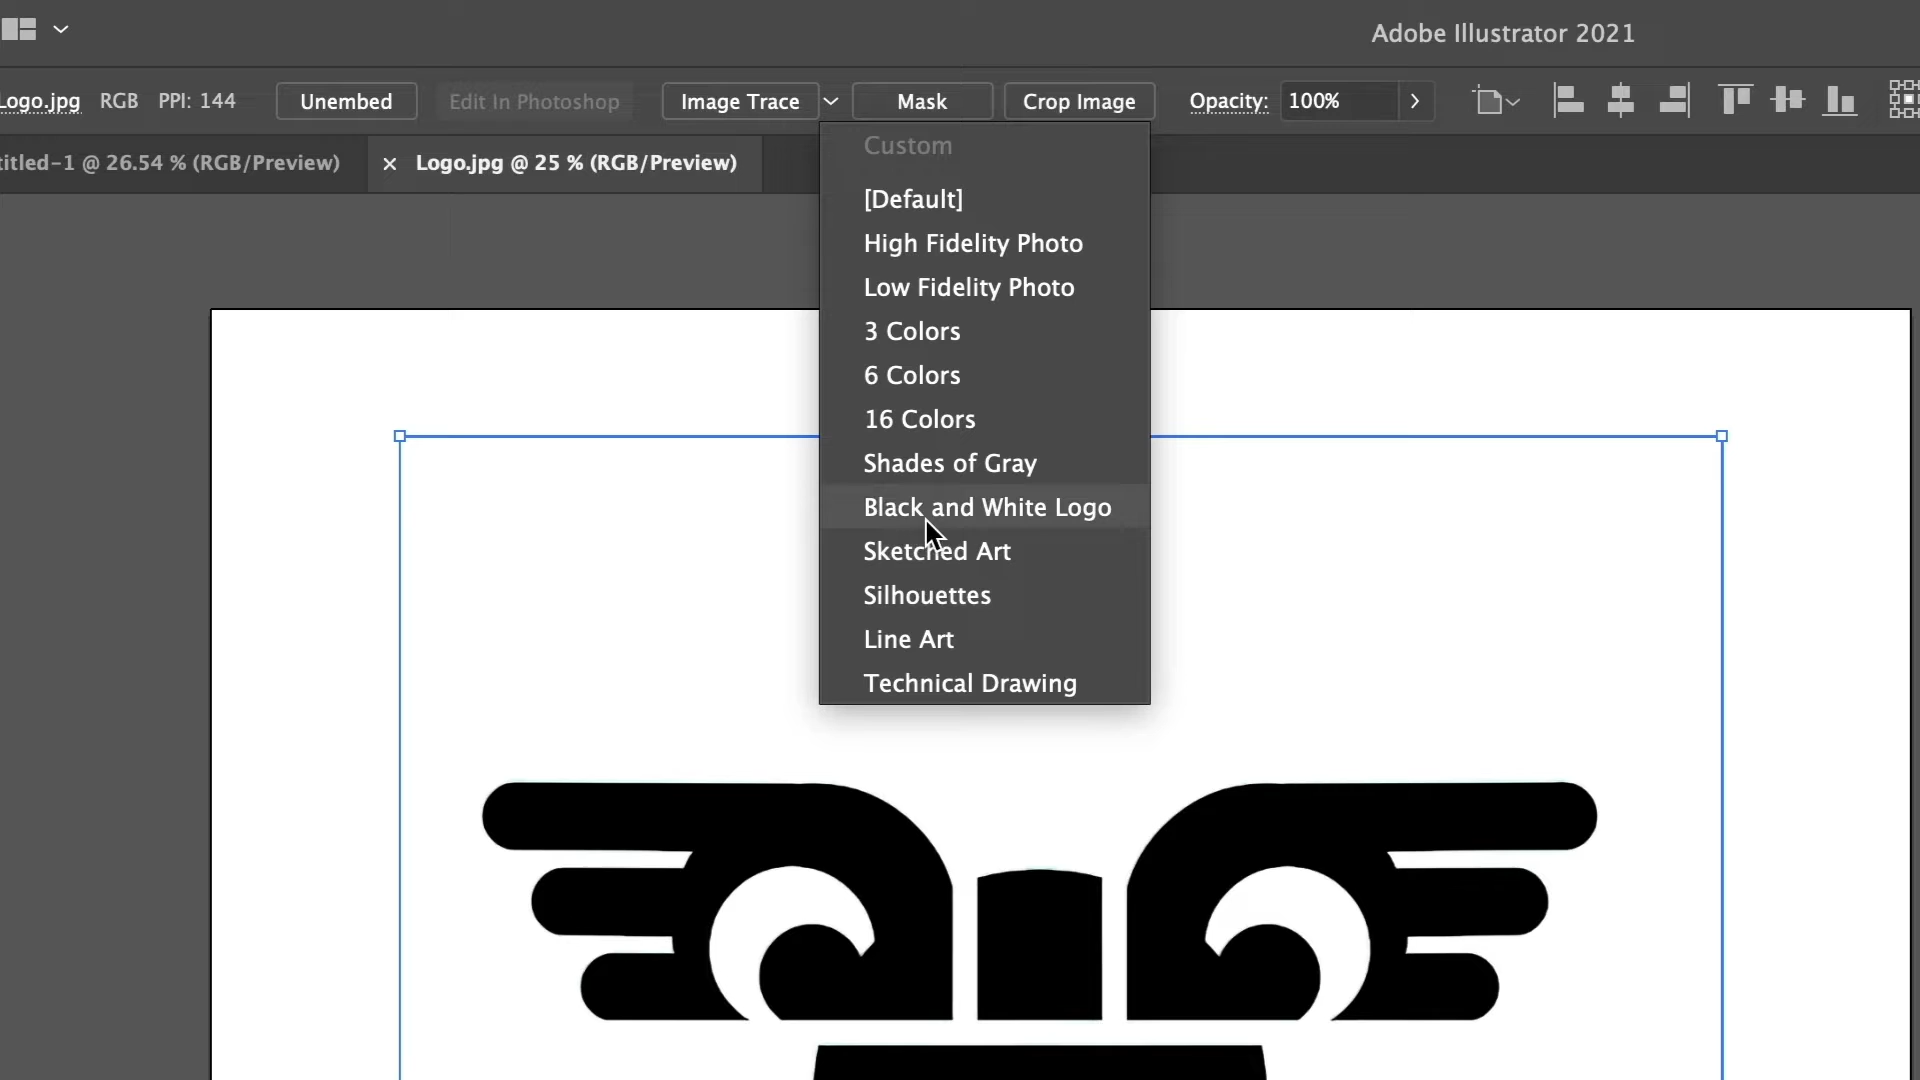 Adobe Illustrator 2021
Logo.jpg RGB PPI: 144 Unembed Edit In Photoshop Image Trace Mask Crop Image Opacity: 100%
titled-1 @ 26.54 % (RGB/Preview) × Logo.jpg @ 25 % (RGB/Preview)
Custom
[Default]
High Fidelity Photo
Low Fidelity Photo
3 Colors
6 Colors
16 Colors
Shades of Gray
Black and White Logo
Sketched Art
Silhouettes
Line Art
Technical Drawing